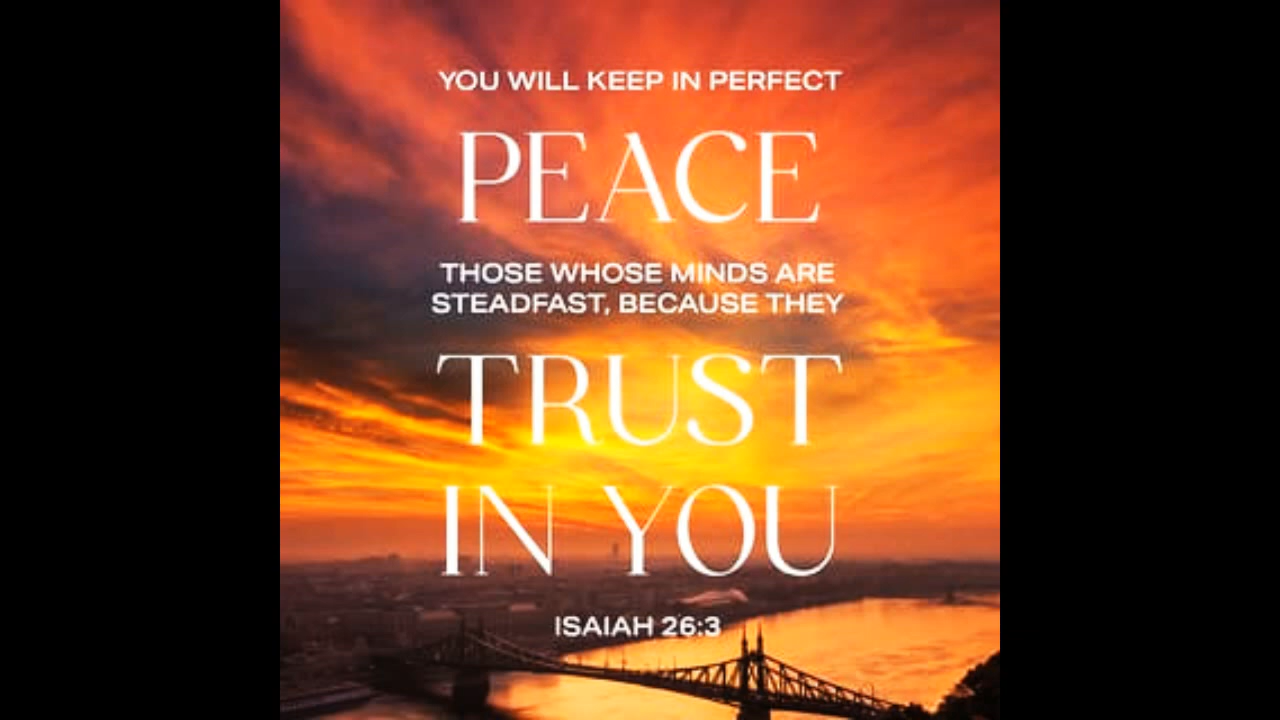 YOU WILL KEEP IN PERFECT
PEACE
THOSE WHOSE MINDS ARE
STEADFAST, BECAUSE THEY
TRUST
IN YOU
ISAIAH 26:3